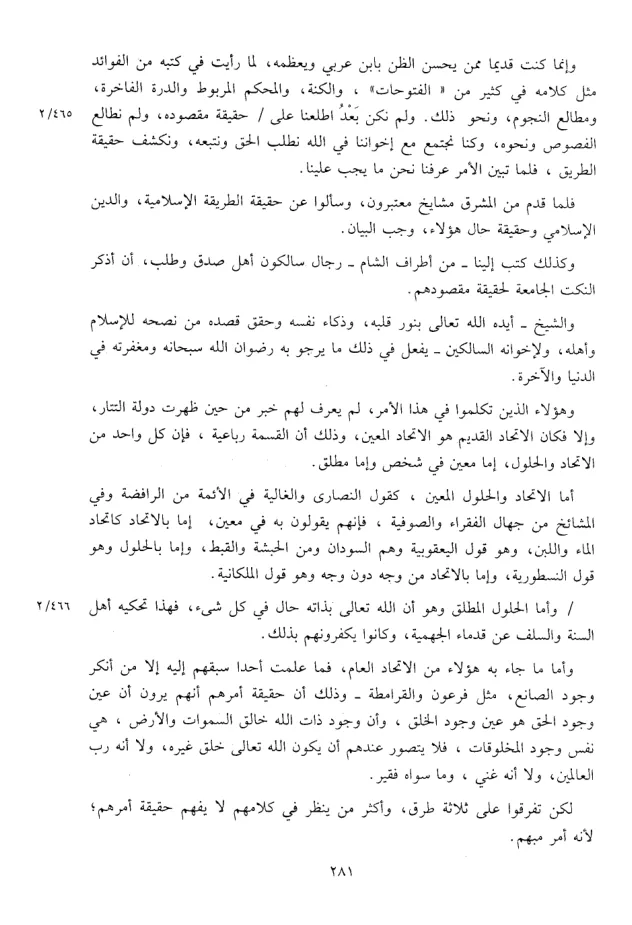 وإنما كنت قديما ممن يحسن الظن بابن عربي ويعظمه، لما رأيت في كتبه من الفوائد
مثل كلامه في كثير من « الفتوحات» ، والكنة، والمحكم المربوط والدرة الفاخرة،
ومطالع النجوم، ونحو ذلك. ولم نكن بَعْدُ اطلعنا على / حقيقة مقصوده، ولم نطالع ٢/٤٦٥
الفصوص ونحوه، وكنا نجتمع مع إخواننا في الله نطلب الحق ونتبعه، ونكشف حقيقة
الطريق ، فلما تبين الأمر عرفنا نحن ما يجب علينا.
فلما قدم من المشرق مشايخ معتبرون، وسألوا عن حقيقة الطريقة الإسلامية، والدين
الإسلامي وحقيقة حال هؤلاء، وجب البيان.
وكذلك كتب إلينا ـ من أطراف الشام ـ رجال سالكون أهل صدق وطلب، أن أذكر
النكت الجامعة لحقيقة مقصودهم.
والشيخ ـ أيده الله تعالى بنور قلبه، وذكاء نفسه وحقق قصده من نصحه للإسلام
وأهله، ولإخوانه السالكين ـ يفعل في ذلك ما يرجو به رضوان الله سبحانه ومغفرته في
الدنيا والآخرة.
وهؤلاء الذين تكلموا في هذا الأمر، لم يعرف لهم خبر من حين ظهرت دولة التتار،
وإلا فكان الاتحاد القديم هو الاتحاد المعين، وذلك أن القسمة رباعية ، فإن كل واحد من
الاتحاد والحلول، إما معين في شخص وإما مطلق.
أما الاتحاد والحلول المعين ، كقول النصارى والغالية في الأئمة من الرافضة وفي
المشائخ من جهال الفقراء والصوفية ، فإنهم يقولون به في معين، إما بالاتحاد كاتحاد
الماء واللبن، وهو قول اليعقوبية وهم السودان ومن الحبشة والقبط، وإما بالحلول وهو
قول النسطورية، وإما بالاتحاد من وجه دون وجه وهو قول الملكانية.
/ وأما الحلول المطلق وهو أن الله تعالى بذاته حال في كل شىء، فهذا تحكيه أهل ٢/٤٦٦
السنة والسلف عن قدماء الجهمية، وكانوا يكفرونهم بذلك.
وأما ما جاء به هؤلاء من الاتحاد العام، فما علمت أحدا سبقهم إليه إلا من أنكر
وجود الصانع، مثل فرعون والقرامطة ـ وذلك أن حقيقة أمرهم أنهم يرون أن عين
وجود الحق هو عين وجود الخلق ، وأن وجود ذات الله خالق السموات والأرض ، هي
نفس وجود المخلوقات ، فلا يتصور عندهم أن يكون الله تعالى خلق غيره، ولا أنه رب
العالمين، ولا أنه غني ، وما سواه فقير.
لكن تفرقوا على ثلاثة طرق، وأكثر من ينظر في كلامهم لا يفهم حقيقة أمرهم؛
لأنه أمر مبهم.
٢٨١